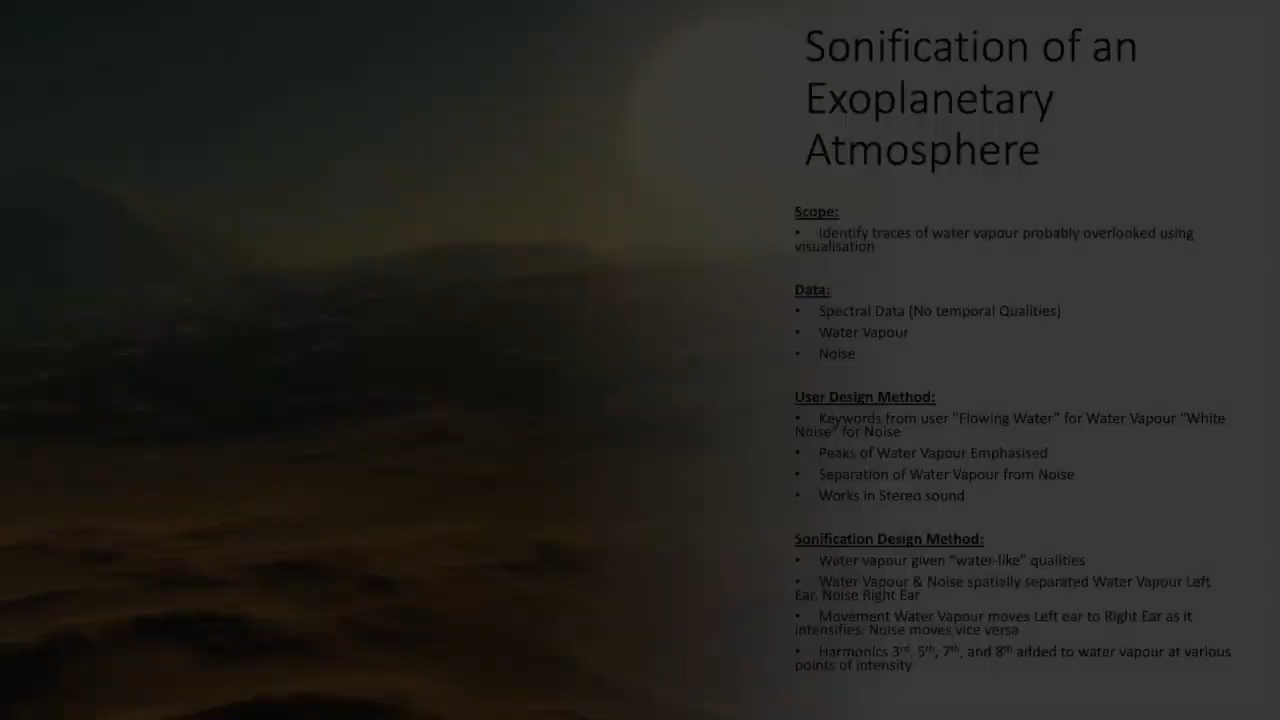 Sonification of an
Exoplanetary
Atmosphere
Scope:
• Identify traces of water vapour probably overlooked using
visualisation
Data:
• Spectral Data (No temporal Qualities)
• Water Vapour
• Noise
User Design Method:
• Keywords from user "Flowing Water" for Water Vapour "White
Noise" for Noise
• Peaks of Water Vapour Emphasised
• Separation of Water Vapour from Noise
• Works in Stereo sound
Sonification Design Method:
• Water vapour given "water-like" qualities
• Water Vapour & Noise spatially separated Water Vapour Left
Ear. Noise Right Ear
• Movement Water Vapour moves Left ear to Right Ear as it
intensifies. Noise moves vice versa
• Harmonics 3rd, 5th, 7th, and 8th added to water vapour at various
points of intensity